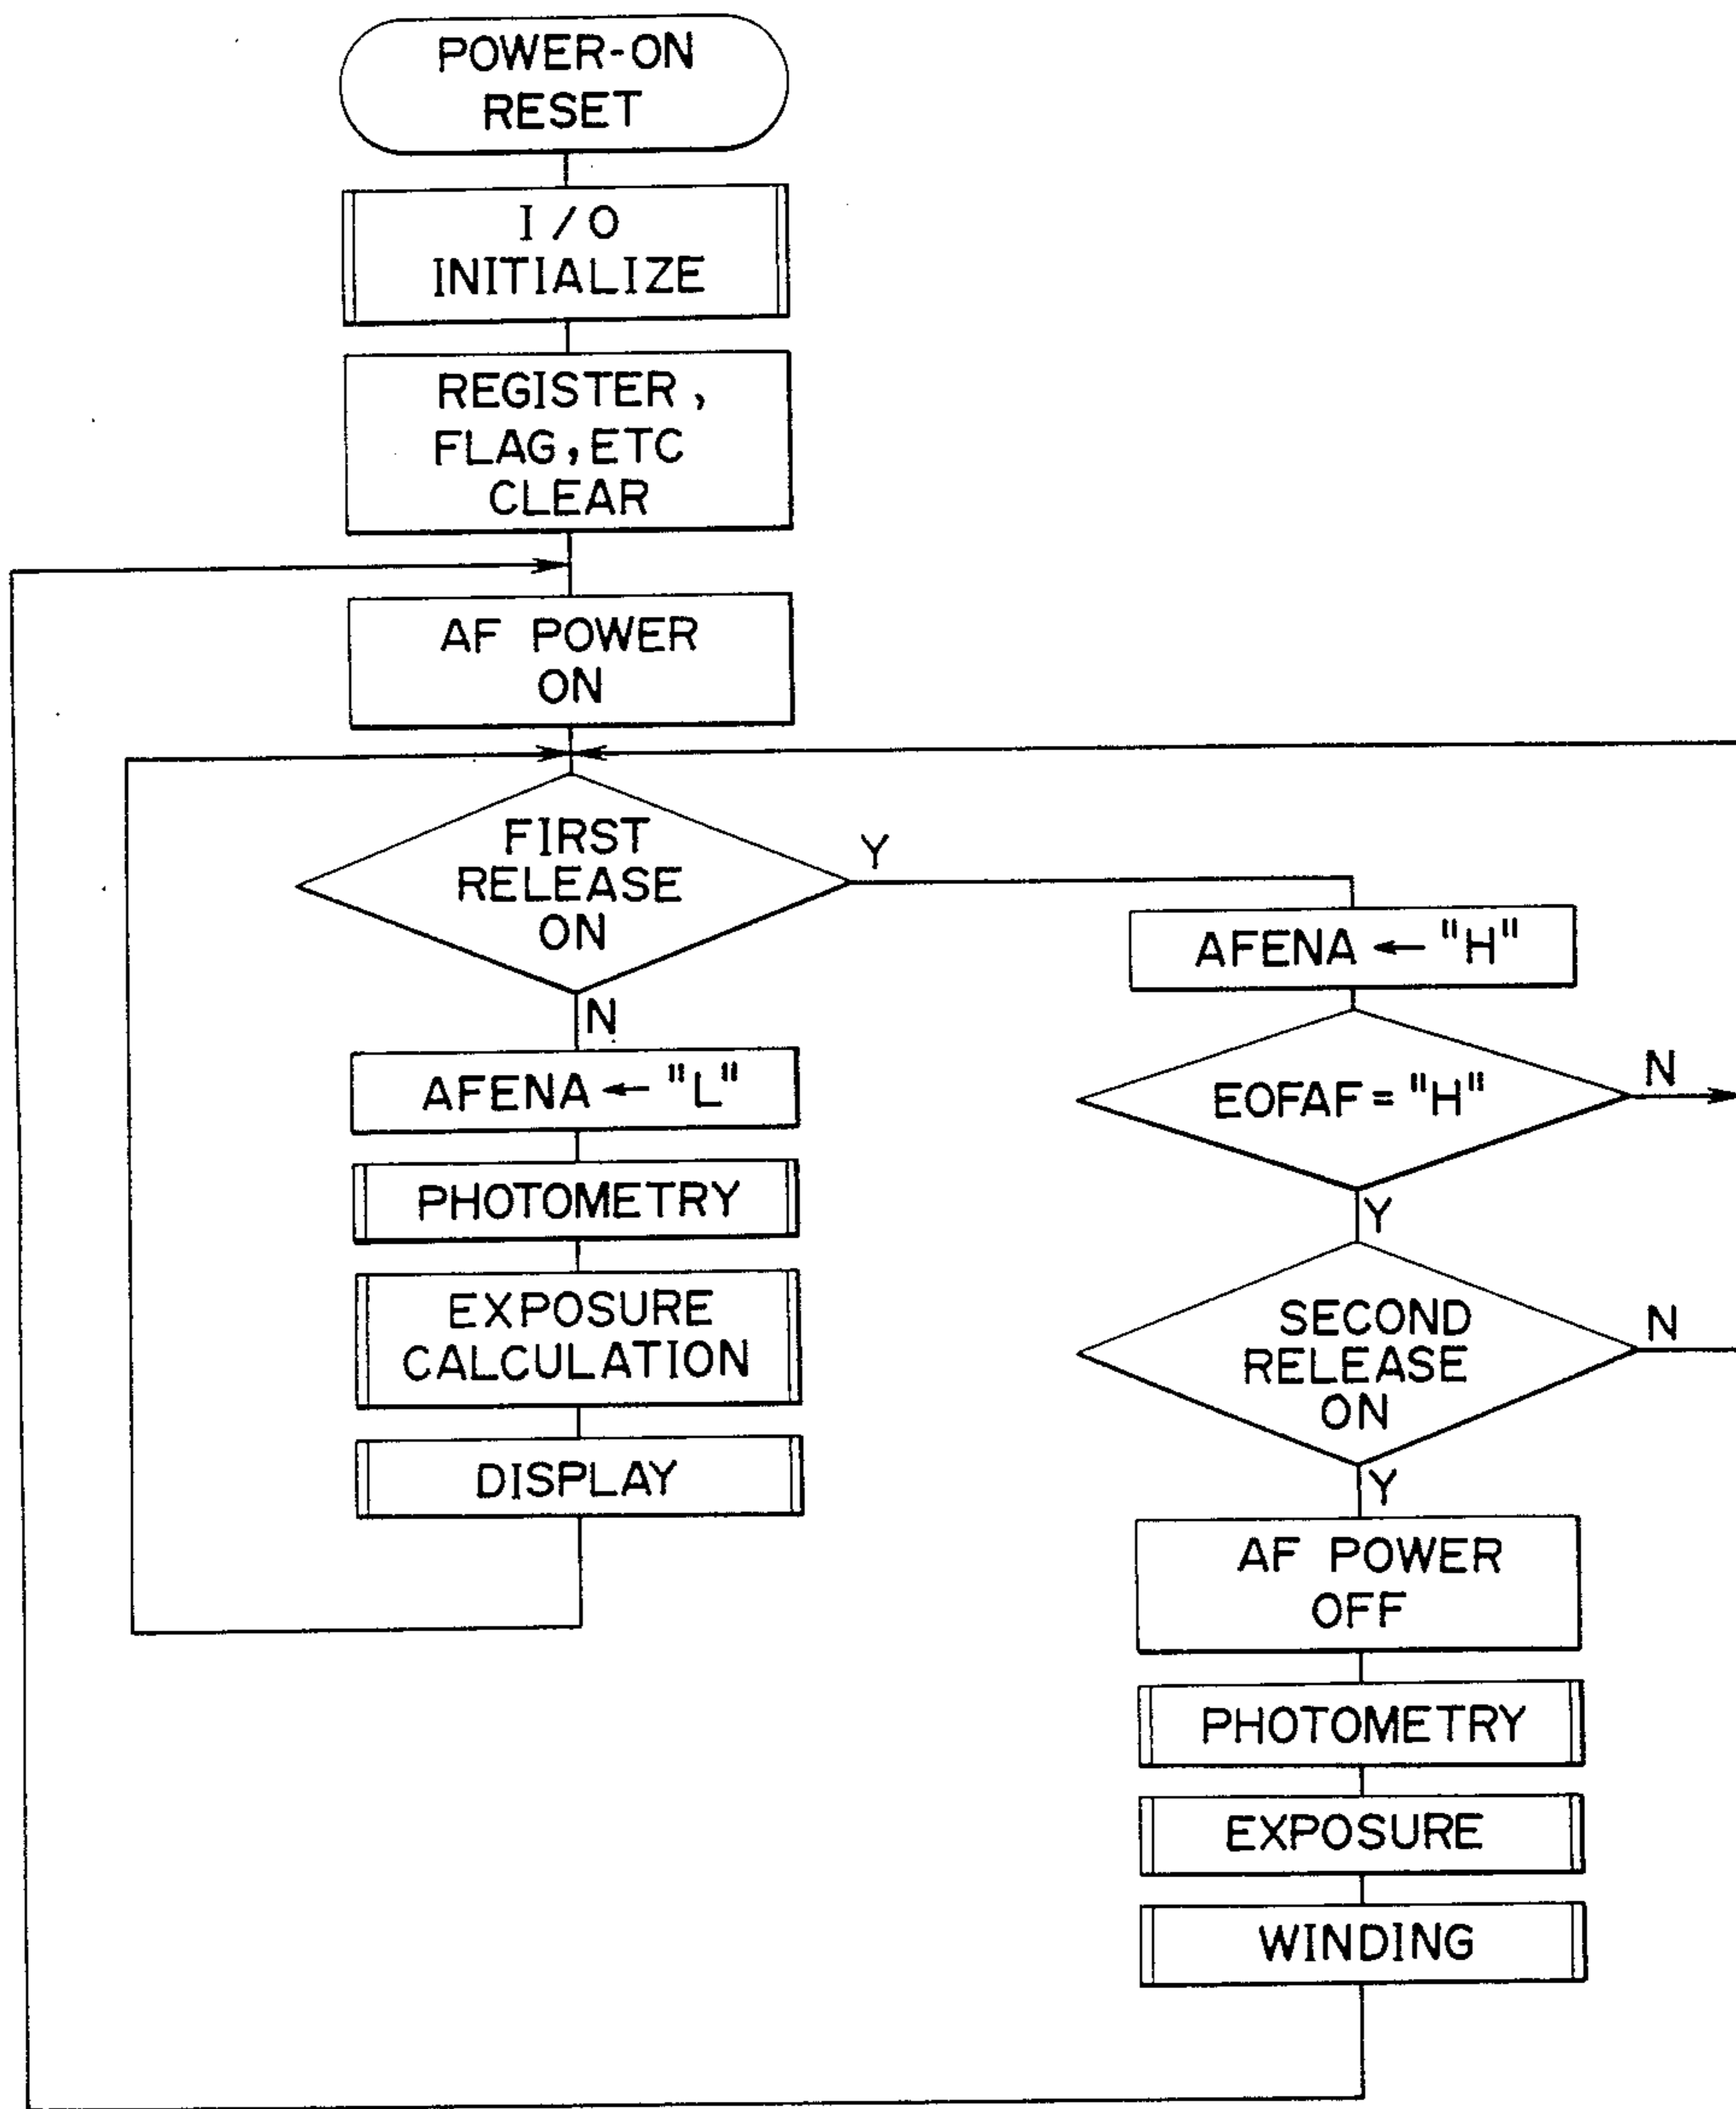 POWER-ON
RESET
I/O
INITIALIZE
REGISTER,
FLAG, ETC
CLEAR
AF POWER
ON
FIRST
RELEASE
ON
Y
N
AFENA ← "L"
PHOTOMETRY
EXPOSURE
CALCULATION
DISPLAY
AFENA ← "H"
EOFAF = "H"
N
Y
SECOND
RELEASE
ON
N
Y
AF POWER
OFF
PHOTOMETRY
EXPOSURE
WINDING